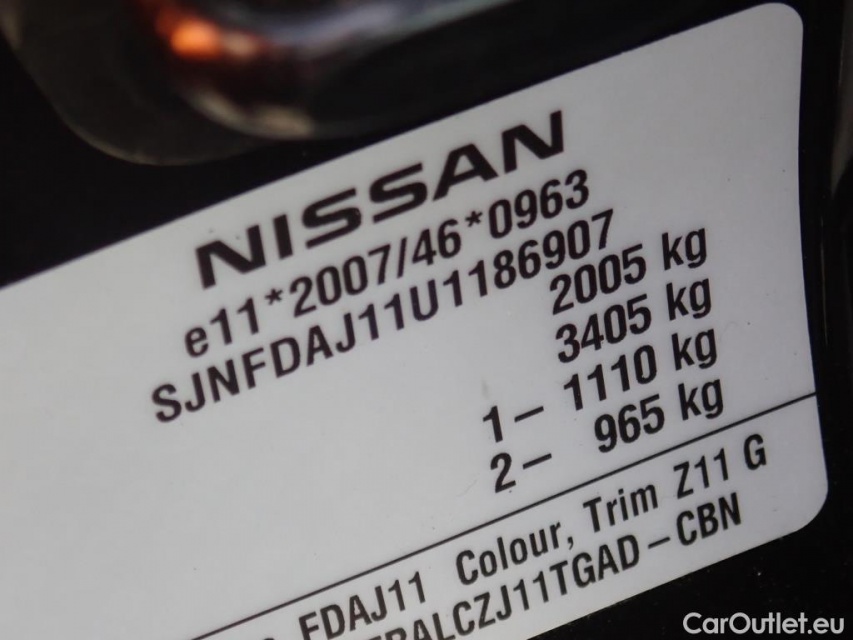 NISSAN
e11*2007/46*0963
SJNFDAJ11U1186907
2005 kg
3405 kg
1- 1110 kg
2- 965 kg
FDAJ11 Colour, Trim Z11 G
RALCZJ11TGAD-CBN
CarOutlet.eu